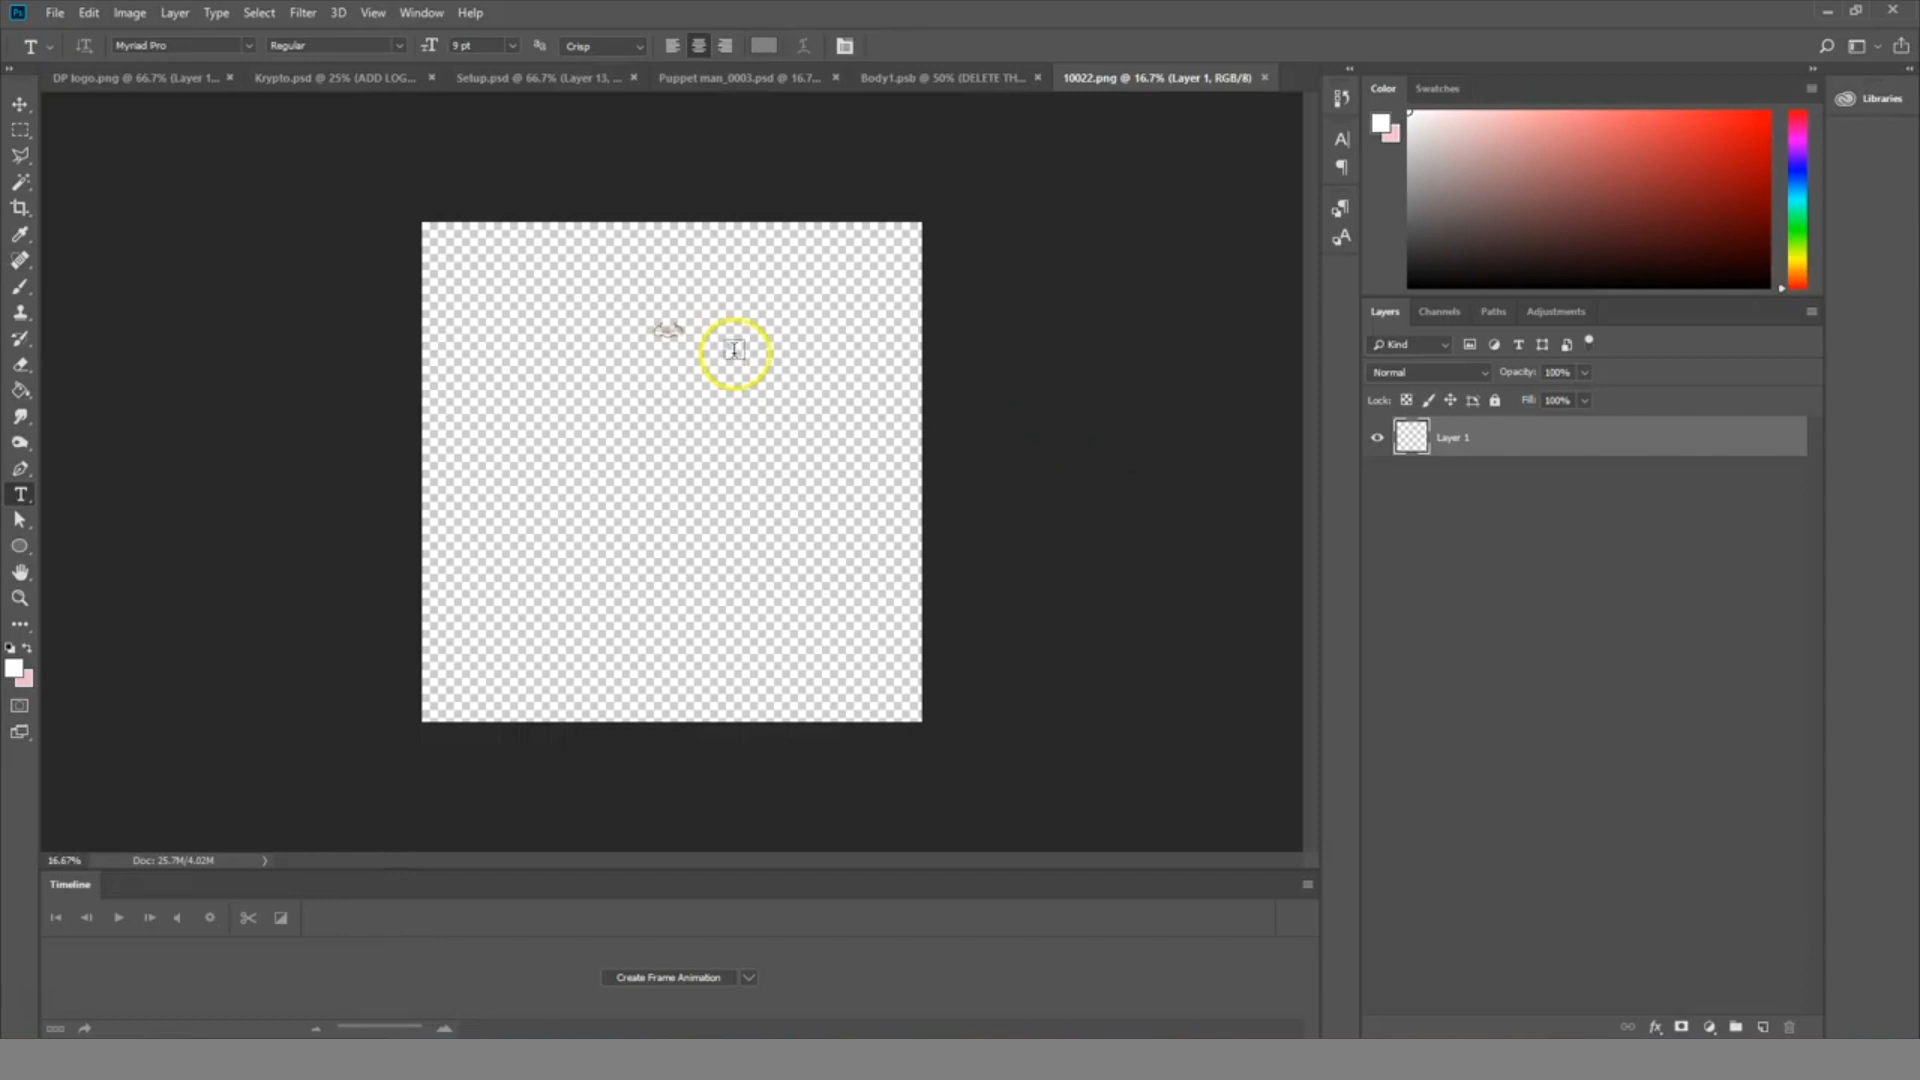 Ps File Edit Image Layer Type Select Filter 3D View Window Help
T Myriad Pro Regular 9 pt aa Crisp
DP logo.png @ 66.7% (Layer 1... Krypto.psd @ 25% (ADD LOG... Setup.psd @ 66.7% (Layer 13, ... Puppet man_0003.psd @ 16.7... Body1.psb @ 50% (DELETE TH... 10022.png @ 16.7% (Layer 1, RGB/8)
Color Swatches
Libraries
Layers Channels Paths Adjustments
Kind
Normal Opacity: 100%
Lock: Fill: 100%
Layer 1
16.67% Doc: 25.7M/4.02M
Timeline
Create Frame Animation
fx